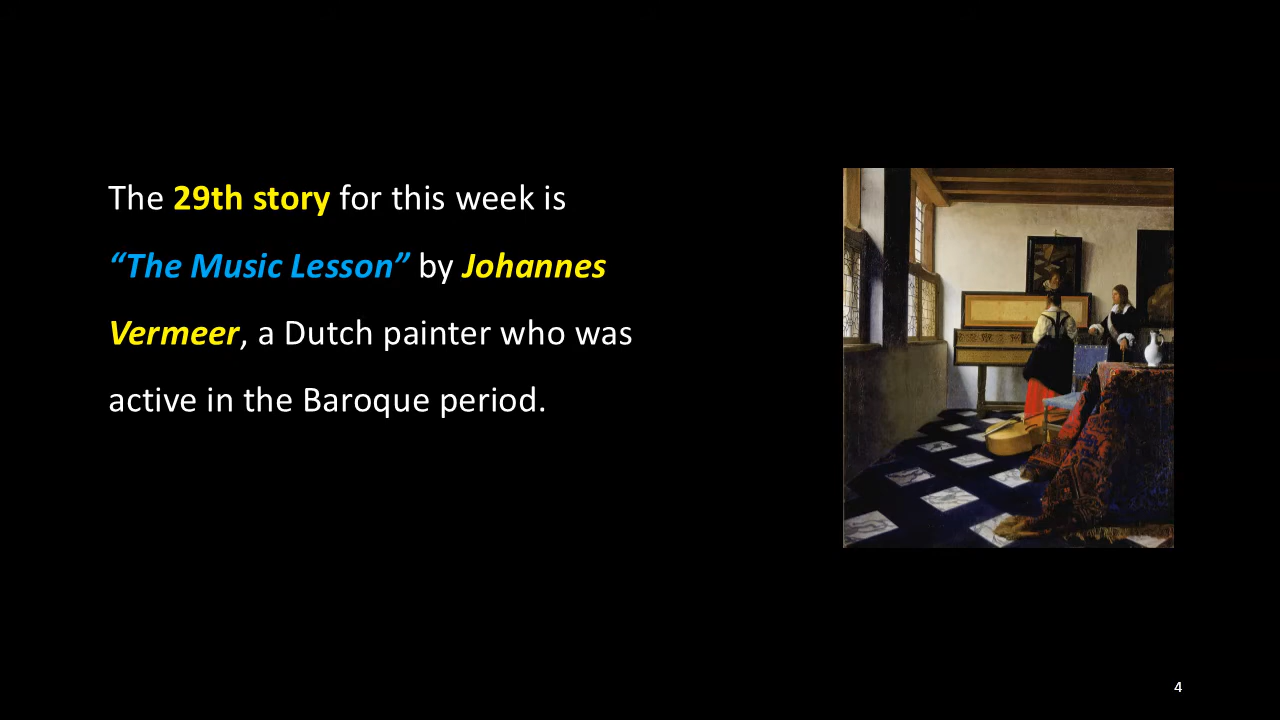 The 29th story for this week is
“The Music Lesson” by Johannes
Vermeer, a Dutch painter who was
active in the Baroque period.
4